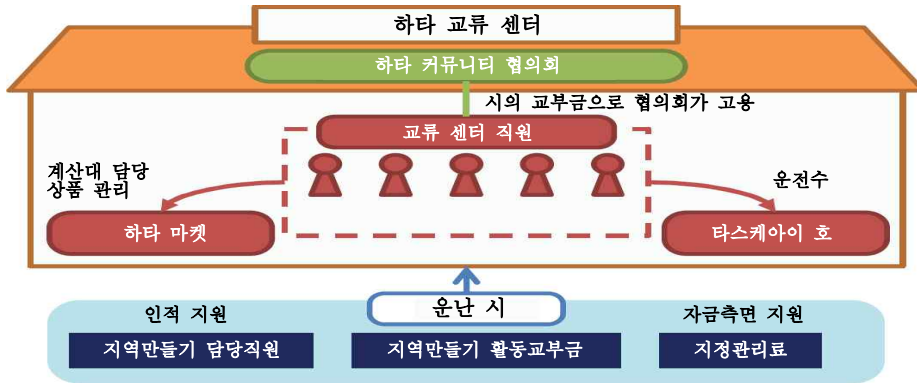 하타 교류 센터
하타 커뮤니티 협의회
시의 교부금으로 협의회가 고용
교류 센터 직원
계산대 담당
상품 관리
운전수
하타 마켓
타스케아이 호
운난 시
인적 지원
자금측면 지원
지역만들기 담당직원
지역만들기 활동교부금
지정관리료